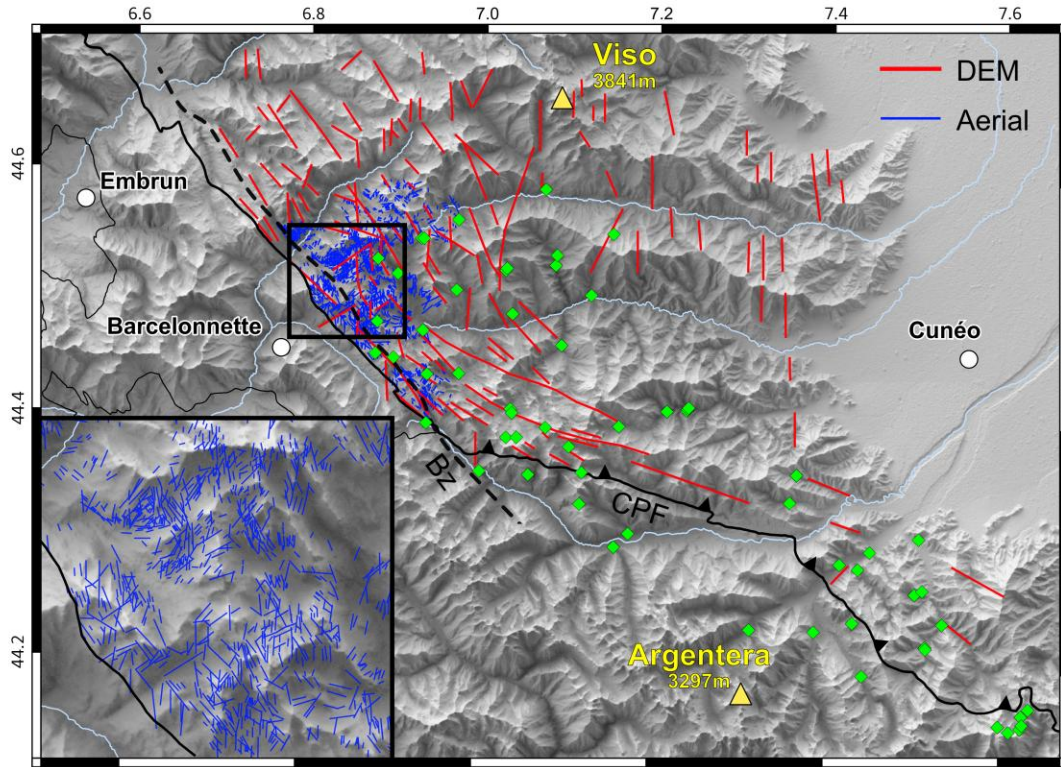 6.6 6.8 7.0 7.2 7.4 7.6
Viso
3841m
DEM
Aerial
44.6
Embrun
Barcelonnette
Cunéo
44.4
Bz
CPF
44.2
Argentera
3297m